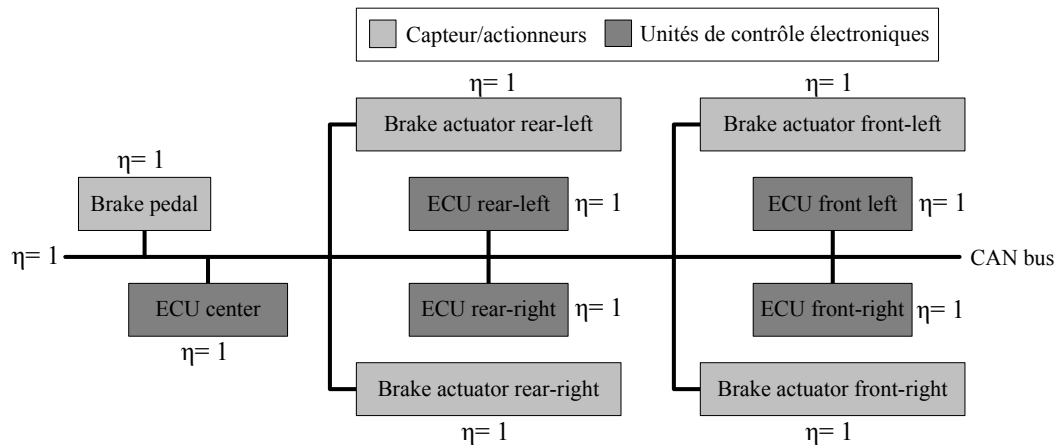 Capteur/actionneurs
Unités de contrôle électroniques
η= 1
η= 1
Brake actuator rear-left
Brake actuator front-left
η= 1
Brake pedal
ECU rear-left
η= 1
ECU front left
η= 1
η= 1
CAN bus
ECU center
ECU rear-right
η= 1
ECU front-right
η= 1
η= 1
Brake actuator rear-right
Brake actuator front-right
η= 1
η= 1